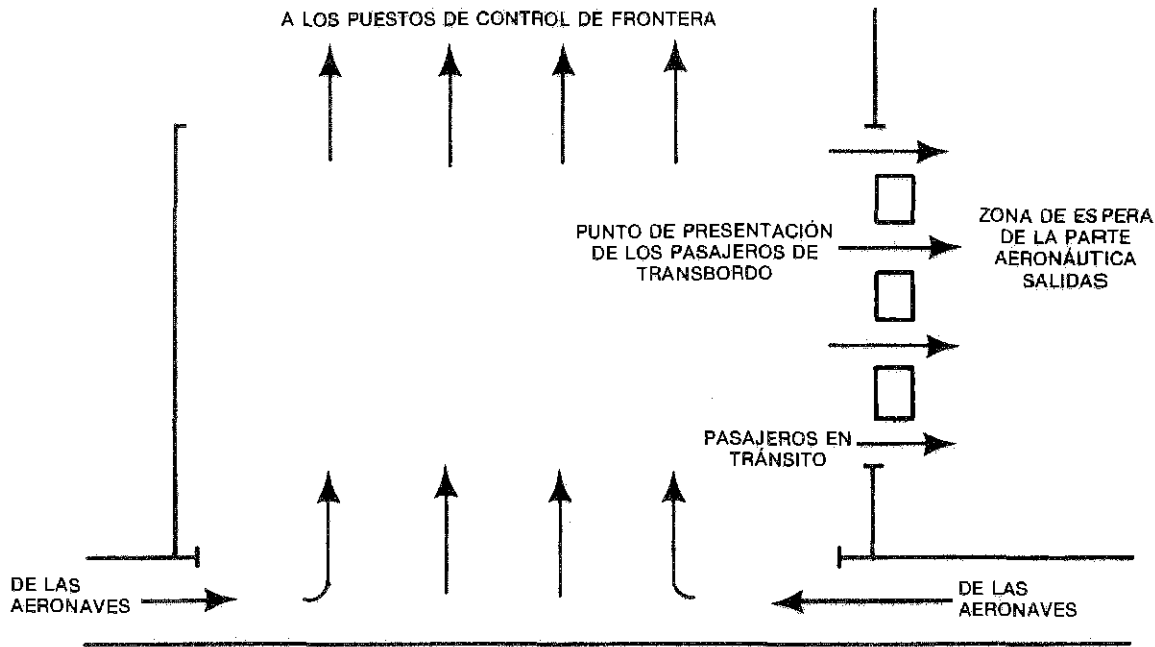 A LOS PUESTOS DE CONTROL DE FRONTERA
PUNTO DE PRESENTACIÓN
DE LOS PASAJEROS DE
TRANSBORDO
ZONA DE ESPERA
DE LA PARTE
AERONÁUTICA
SALIDAS
PASAJEROS EN
TRÁNSITO
DE LAS
AERONAVES
DE LAS
AERONAVES